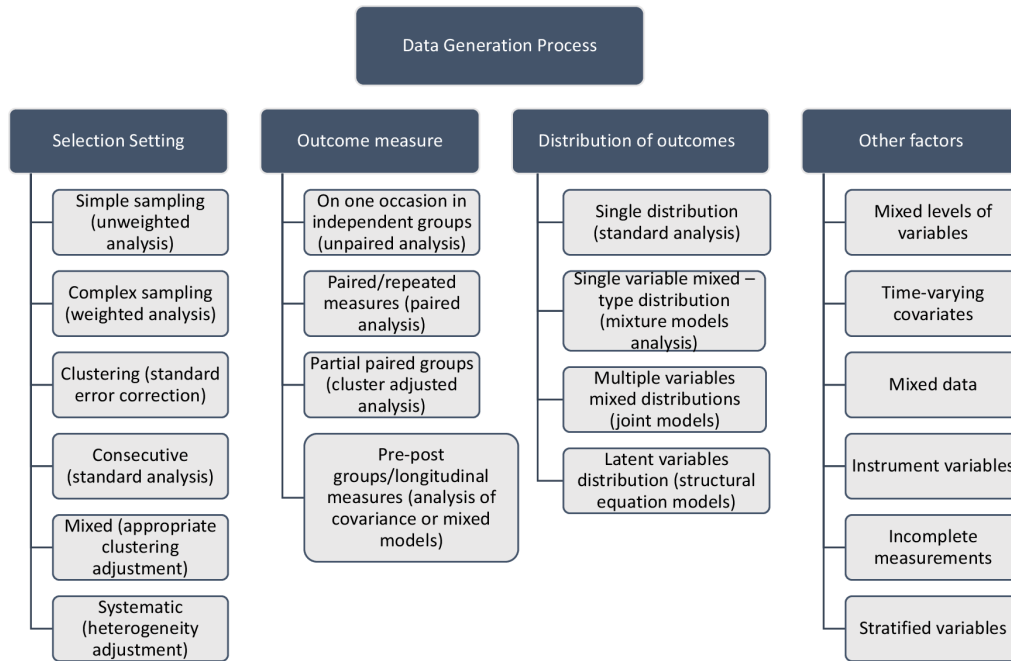 Data Generation Process
Selection Setting
Simple sampling
(unweighted
analysis)
Complex sampling
(weighted analysis)
Clustering (standard
error correction)
Consecutive
(standard analysis)
Mixed (appropriate
clustering
adjustment)
Systematic
(heterogeneity
adjustment)
Outcome measure
On one occasion in
independent groups
(unpaired analysis)
Paired/repeated
measures (paired
analysis)
Partial paired groups
(cluster adjusted
analysis)
Pre-post
groups/longitudinal
measures (analysis of
covariance or mixed
models)
Distribution of outcomes
Single distribution
(standard analysis)
Single variable mixed –
type distribution
(mixture models
analysis)
Multiple variables
mixed distributions
(joint models)
Latent variables
distribution (structural
equation models)
Other factors
Mixed levels of
variables
Time-varying
covariates
Mixed data
Instrument variables
Incomplete
measurements
Stratified variables